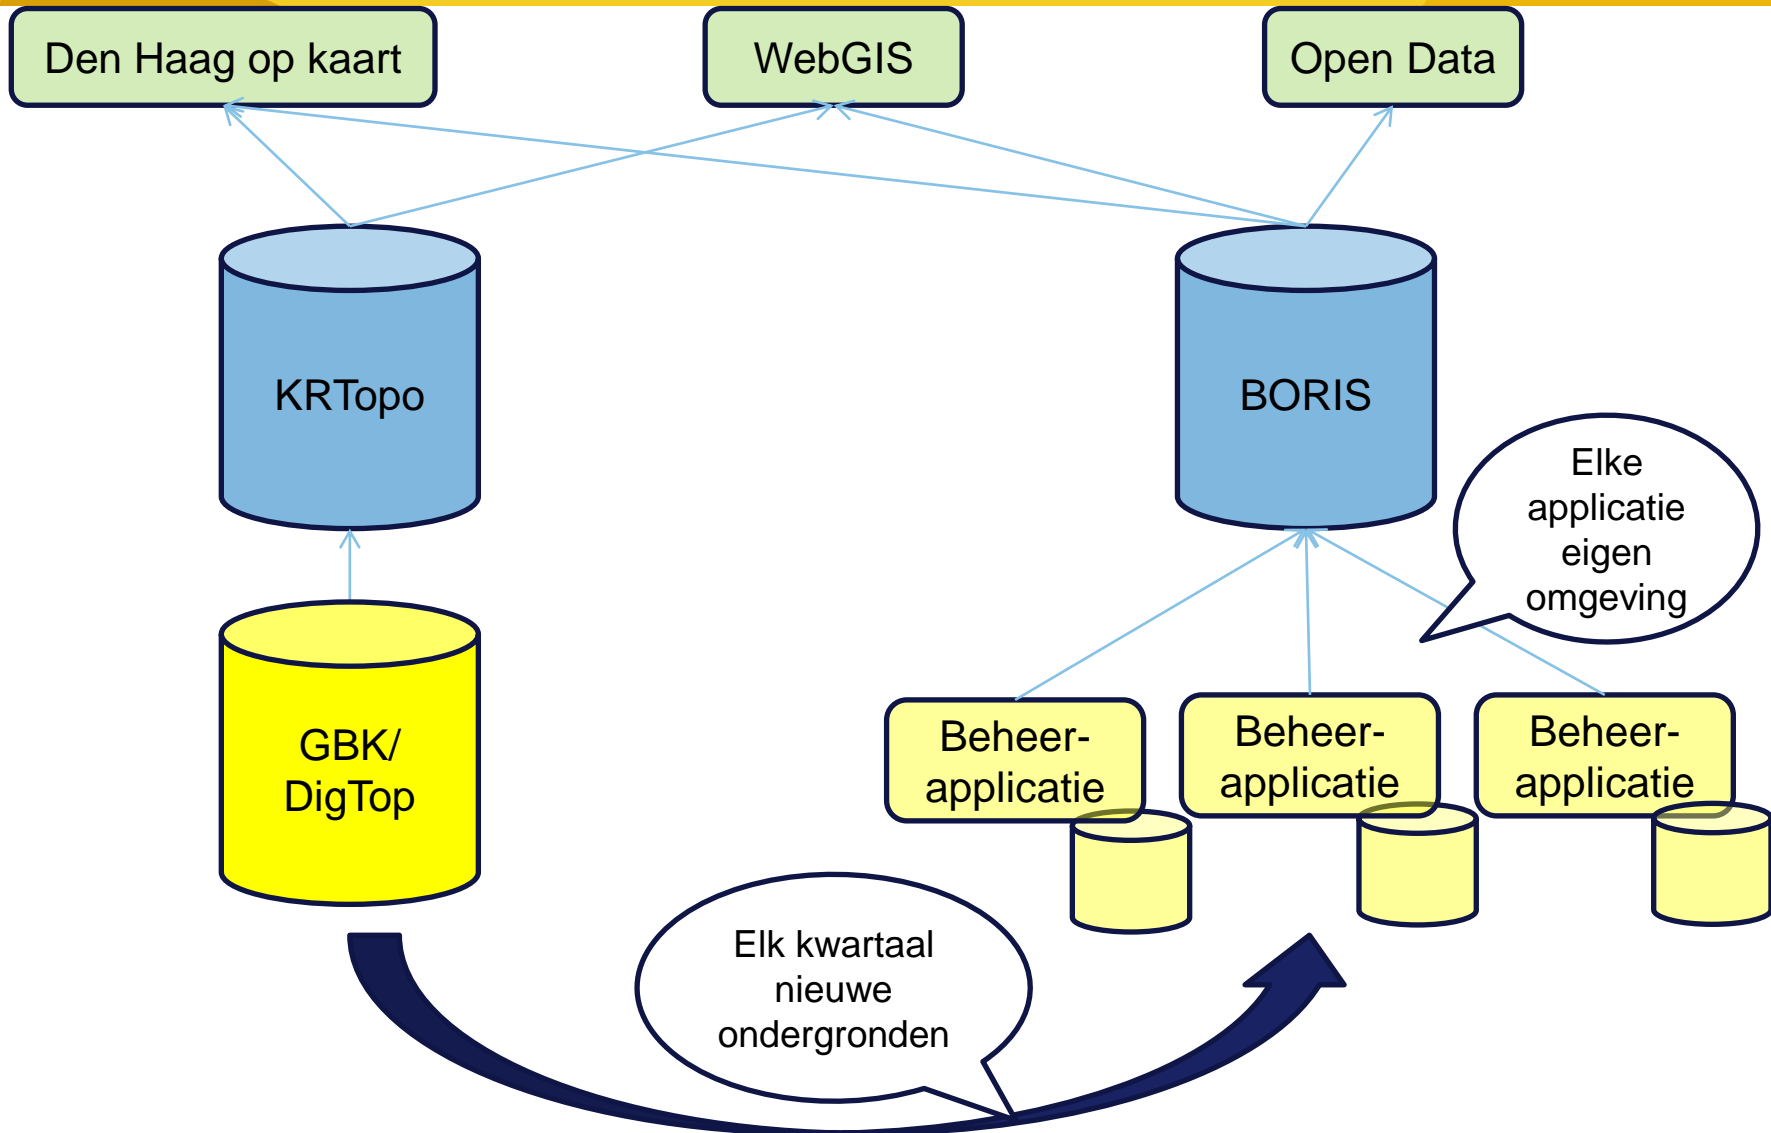 Den Haag op kaart
WebGIS
Open Data
KRTopo
BORIS
Elke
applicatie
eigen
omgeving
GBK/
DigTop
Beheer-
applicatie
Beheer-
applicatie
Beheer-
applicatie
Elk kwartaal
nieuwe
ondergronden